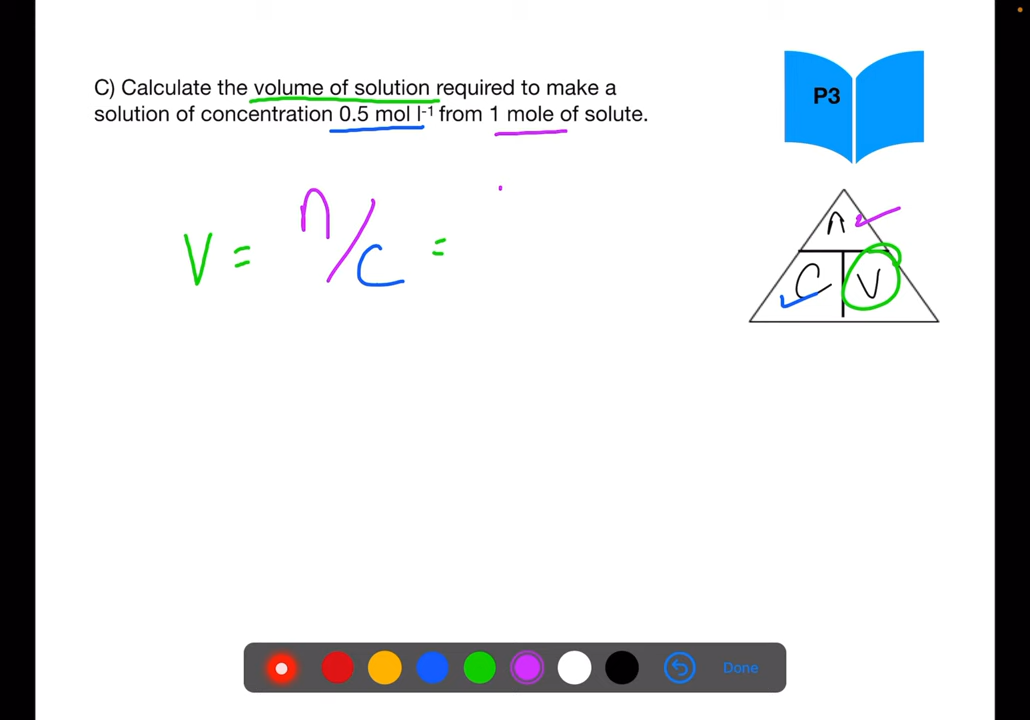 C) Calculate the volume of solution required to make a
solution of concentration 0.5 mol l⁻¹ from 1 mole of solute.
P3
V = n/c =
n
C V
Done